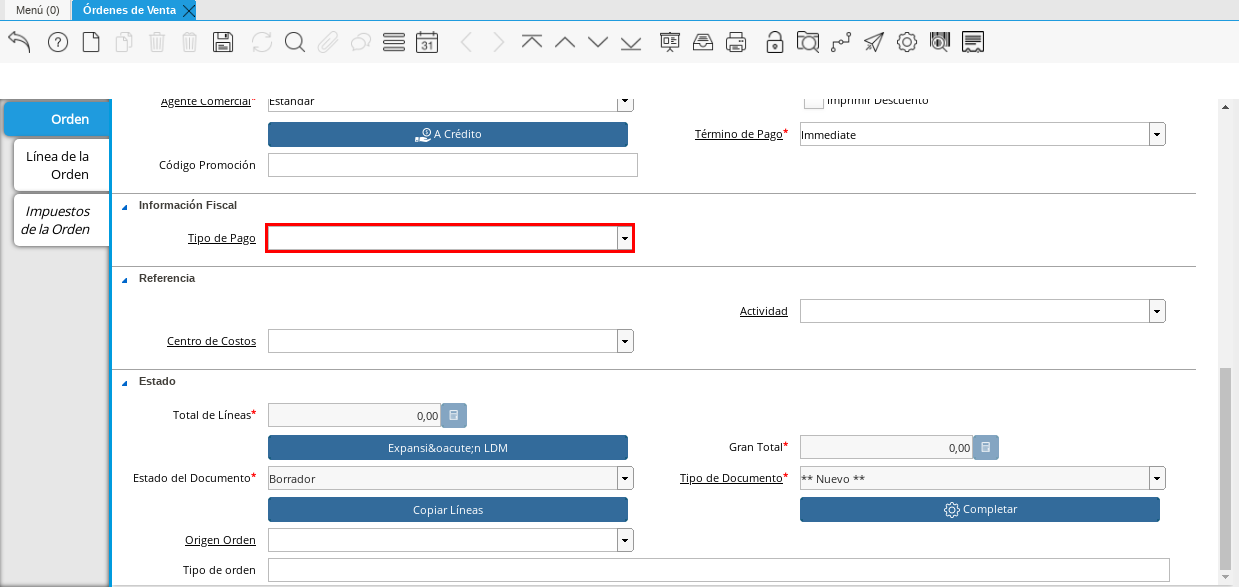 Menú (0)
Órdenes de Venta
31
Orden
Línea de la
Orden
Impuestos
de la Orden
Agente Comercial* Estándar
Imprimir Descuento
A Crédito
Término de Pago* Immediate
Código Promoción
Información Fiscal
Tipo de Pago
Referencia
Actividad
Centro de Costos
Estado
Total de Líneas* 0,00
Expansi&oacute;n LDM
Gran Total* 0,00
Estado del Documento* Borrador
Tipo de Documento* ** Nuevo **
Copiar Líneas
Completar
Origen Orden
Tipo de orden